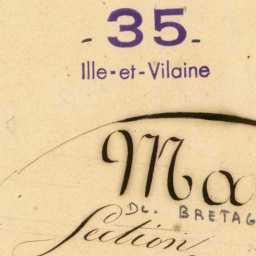 - 35 -
Ille-et-Vilaine
Ma
DE BRETAG
Section